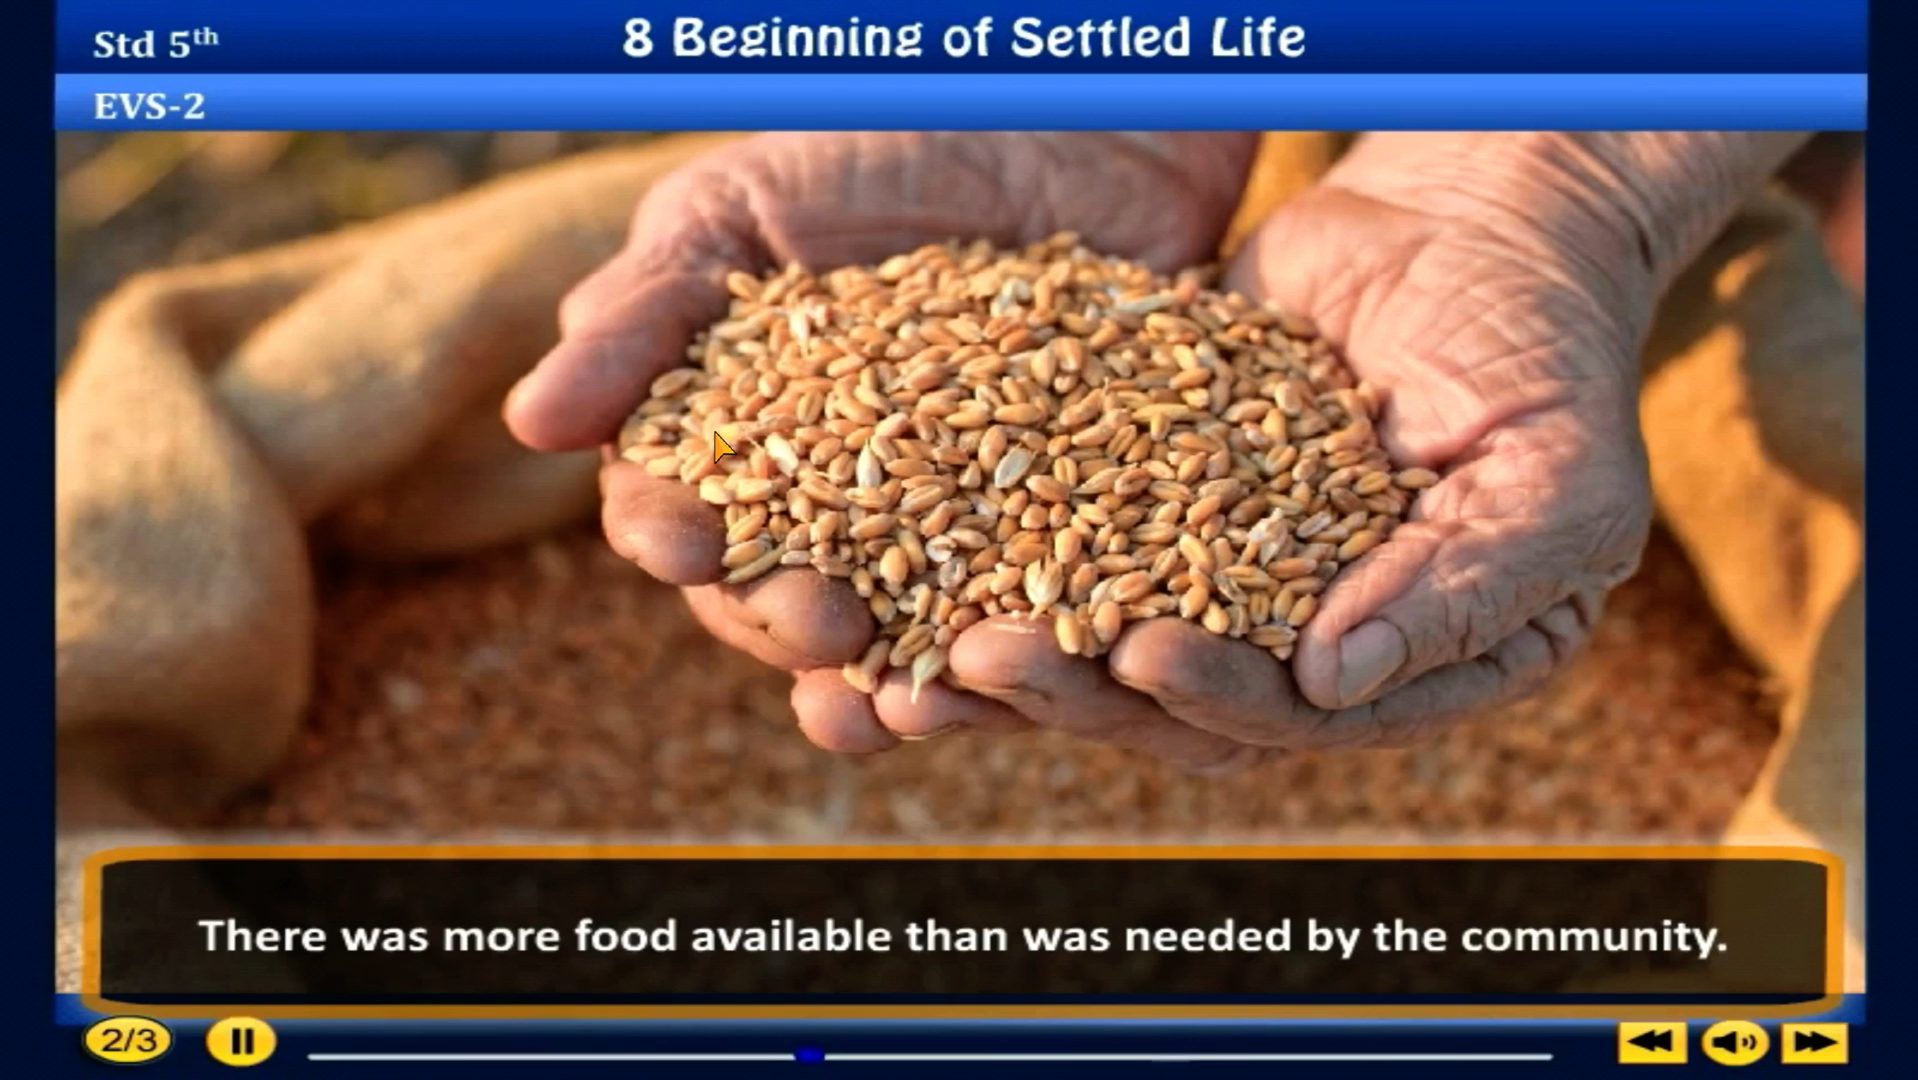 Std 5th
8 Beginning of Settled Life
EVS-2
There was more food available than was needed by the community.
2/3